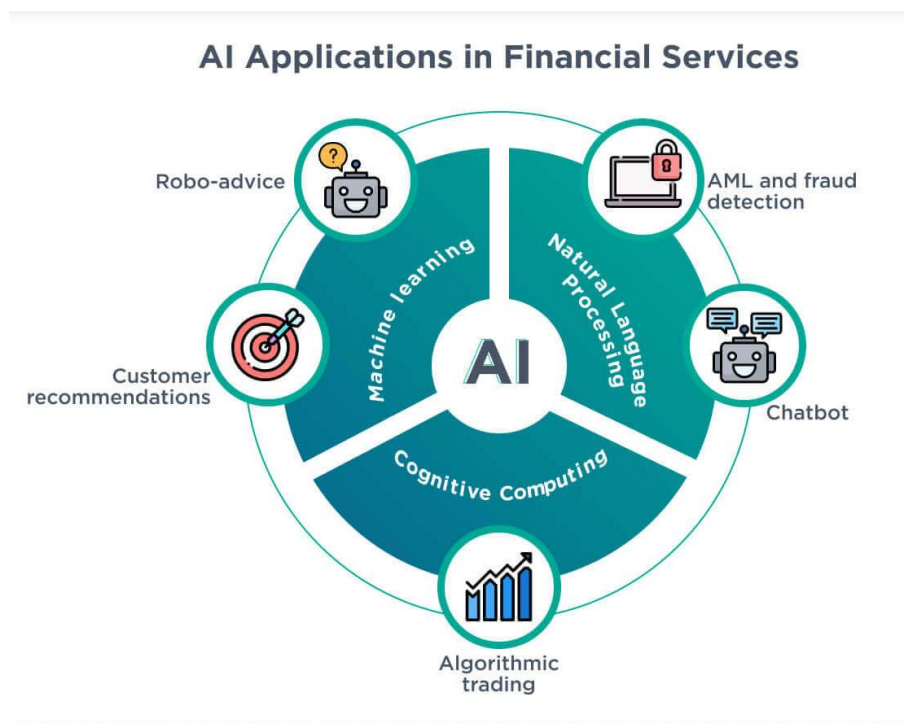 AI Applications in Financial Services
Robo-advice
?
AML and fraud
detection
Customer
recommendations
Machine learning
Natural Language
Processing
AI
Chatbot
Cognitive Computing
Algorithmic
trading